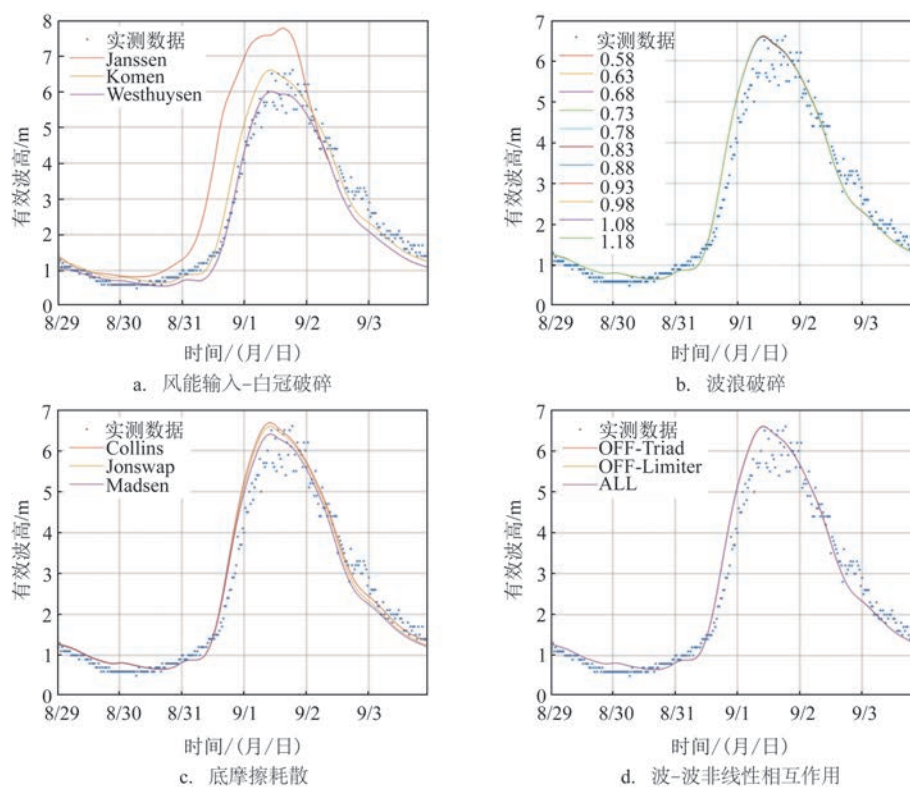 8
7
6
5
4
3
2
1
0
有效波高/m
实测数据
Janssen
Komen
Westhuysen
8/29
8/30
8/31
9/1
9/2
9/3
时间/(月/日)
a. 风能输入–白冠破碎
7
6
5
4
3
2
1
0
有效波高/m
实测数据
0.58
0.63
0.68
0.73
0.78
0.83
0.88
0.93
0.98
1.08
1.18
8/29
8/30
8/31
9/1
9/2
9/3
时间/(月/日)
b. 波浪破碎
7
6
5
4
3
2
1
0
有效波高/m
实测数据
Collins
Jonswap
Madsen
8/29
8/30
8/31
9/1
9/2
9/3
时间/(月/日)
c. 底摩擦耗散
7
6
5
4
3
2
1
0
有效波高/m
实测数据
OFF-Triad
OFF-Limiter
ALL
8/29
8/30
8/31
9/1
9/2
9/3
时间/(月/日)
d. 波–波非线性相互作用